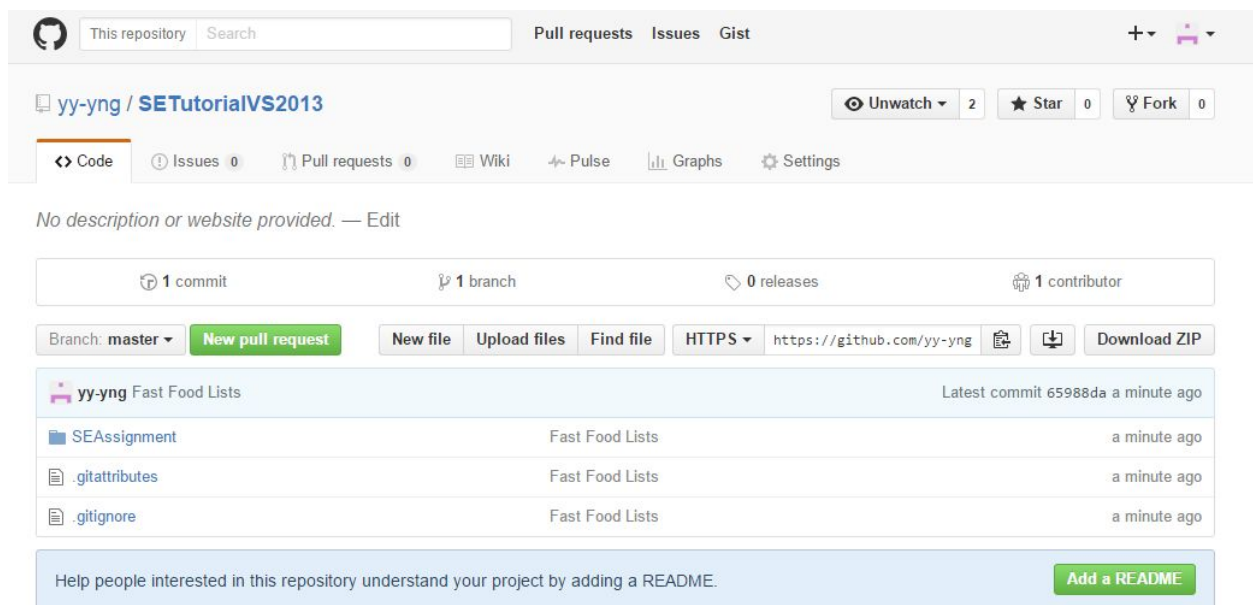 This repository Search Pull requests Issues Gist
yy-yng / SETutorialVS2013 Unwatch 2 Star 0 Fork 0
Code Issues 0 Pull requests 0 Wiki Pulse Graphs Settings
No description or website provided. — Edit
1 commit 1 branch 0 releases 1 contributor
Branch: master New pull request New file Upload files Find file HTTPS https://github.com/yy-yng Download ZIP
yy-yng Fast Food Lists Latest commit 65988da a minute ago
SEAssignment Fast Food Lists a minute ago
.gitattributes Fast Food Lists a minute ago
.gitignore Fast Food Lists a minute ago
Help people interested in this repository understand your project by adding a README. Add a README